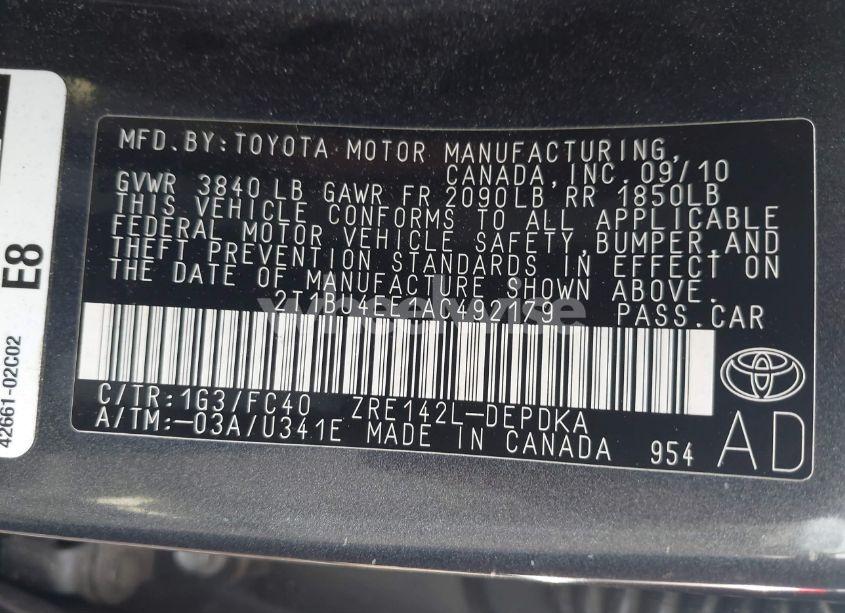 MFD.BY:TOYOTA MOTOR MANUFACTURING,
CANADA, INC. 09/10
GVWR 3840 LB GAWR FR 2090LB, RR 1850LB
THIS VEHICLE CONFORMS TO ALL APPLICABLE
FEDERAL MOTOR VEHICLE SAFETY, BUMPER, AND
THEFT PREVENTION STANDARDS IN EFFECT ON
THE DATE OF MANUFACTURE SHOWN ABOVE.
PASS.CAR
C/TR:1G3/FC40 ZRE142L-DEPDKA
A/TM:-03A/U341E MADE IN CANADA 954
AD
E8
42661-02C02